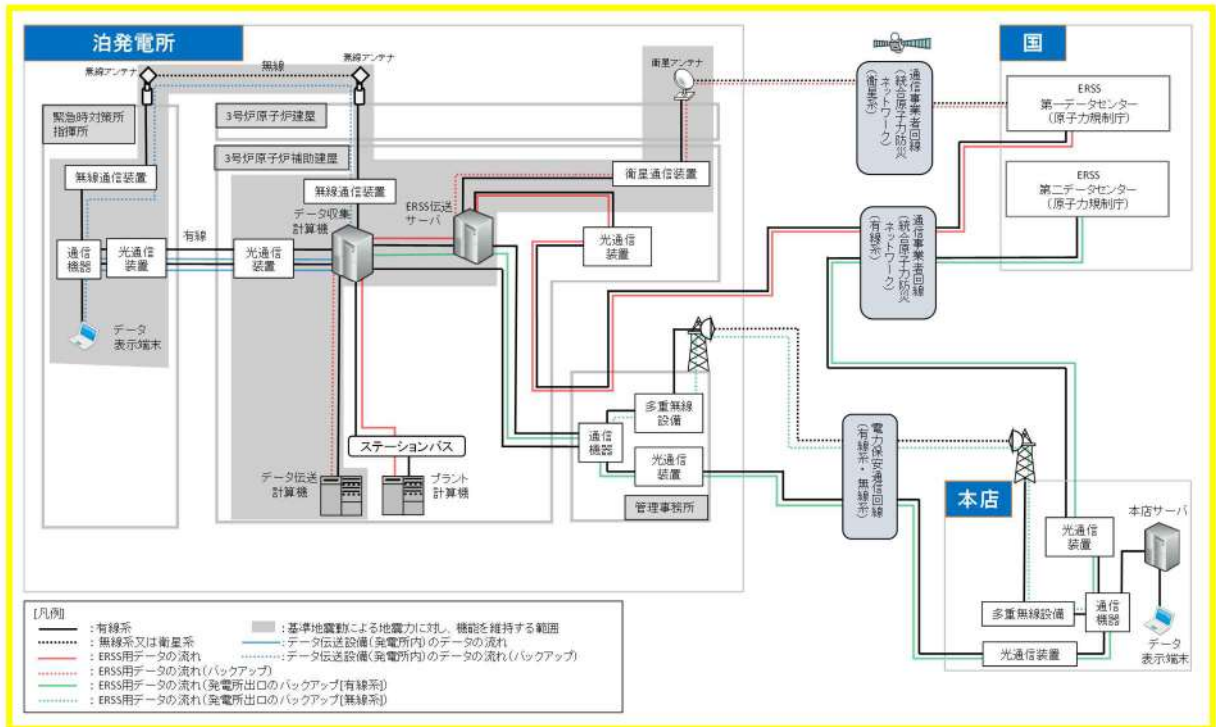 泊発電所
無線アンテナ
無線
無線アンテナ
衛星アンテナ
緊急時対策所
指揮所
3号炉原子炉建屋
3号炉原子炉補助建屋
無線通信装置
無線通信装置
衛星通信装置
データ収集
計算機
ERSS伝送
サーバ
有線
通信
機器
光通信
装置
光通信
装置
光通信
装置
データ
表示端末
ステーションバス
データ伝送
計算機
プラント
計算機
多重無線
設備
通信
機器
光通信
装置
管理事務所
通信事業者回線
(統合原子力防災
ネットワーク)
(衛星系)
通信事業者回線
(統合原子力防災
ネットワーク)
(有線系)
電力保安通信回線
(有線系・無線系)
国
ERSS
第一データセンター
(原子力規制庁)
ERSS
第二データセンター
(原子力規制庁)
本店
本店サーバ
光通信
装置
多重無線設備
通信
機器
光通信装置
データ
表示端末
[凡例]
:有線系
:無線系又は衛星系
:ERSS用データの流れ
:ERSS用データの流れ(バックアップ)
:ERSS用データの流れ(発電所出口のバックアップ[有線系])
:ERSS用データの流れ(発電所出口のバックアップ[無線系])
:基準地震動による地震力に対し、機能を維持する範囲
:データ伝送設備(発電所内)のデータの流れ
:データ伝送設備(発電所内)のデータの流れ(バックアップ)